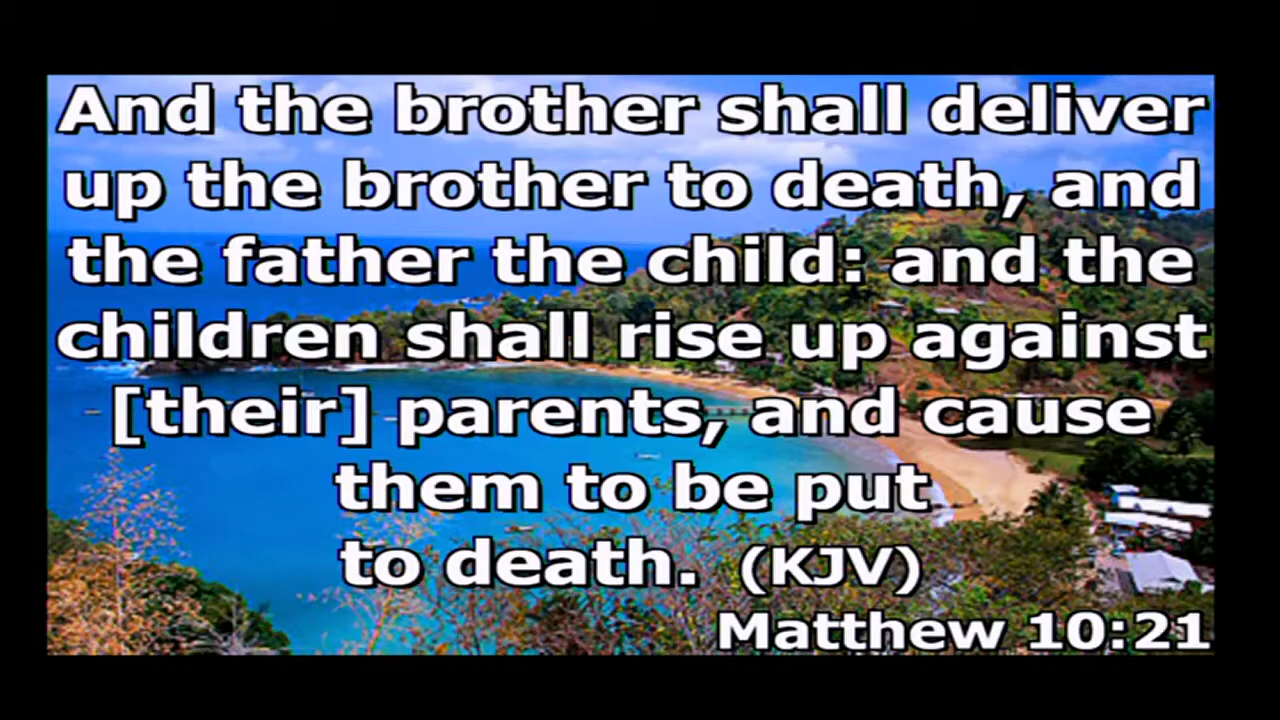 And the brother shall deliver
up the brother to death, and
the father the child: and the
children shall rise up against
[their] parents, and cause
them to be put
to death. (KJV)
Matthew 10:21